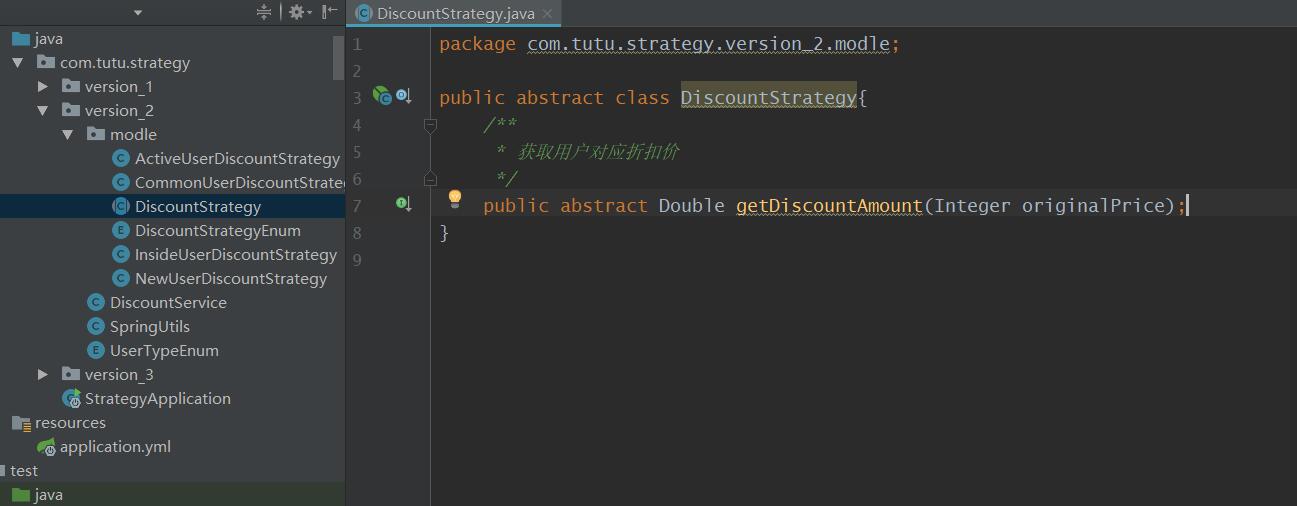 java
com.tutu.strategy
version_1
version_2
modle
ActiveUserDiscountStrategy
CommonUserDiscountStrate
DiscountStrategy
DiscountStrategyEnum
InsideUserDiscountStrategy
NewUserDiscountStrategy
DiscountService
SpringUtils
UserTypeEnum
version_3
StrategyApplication
resources
application.yml
test
java
DiscountStrategy.java
1 package com.tutu.strategy.version_2.modle;
2
3 public abstract class DiscountStrategy{
4 /**
5 * 获取用户对应折扣价
6 */
7 public abstract Double getDiscountAmount(Integer originalPrice);
8 }
9